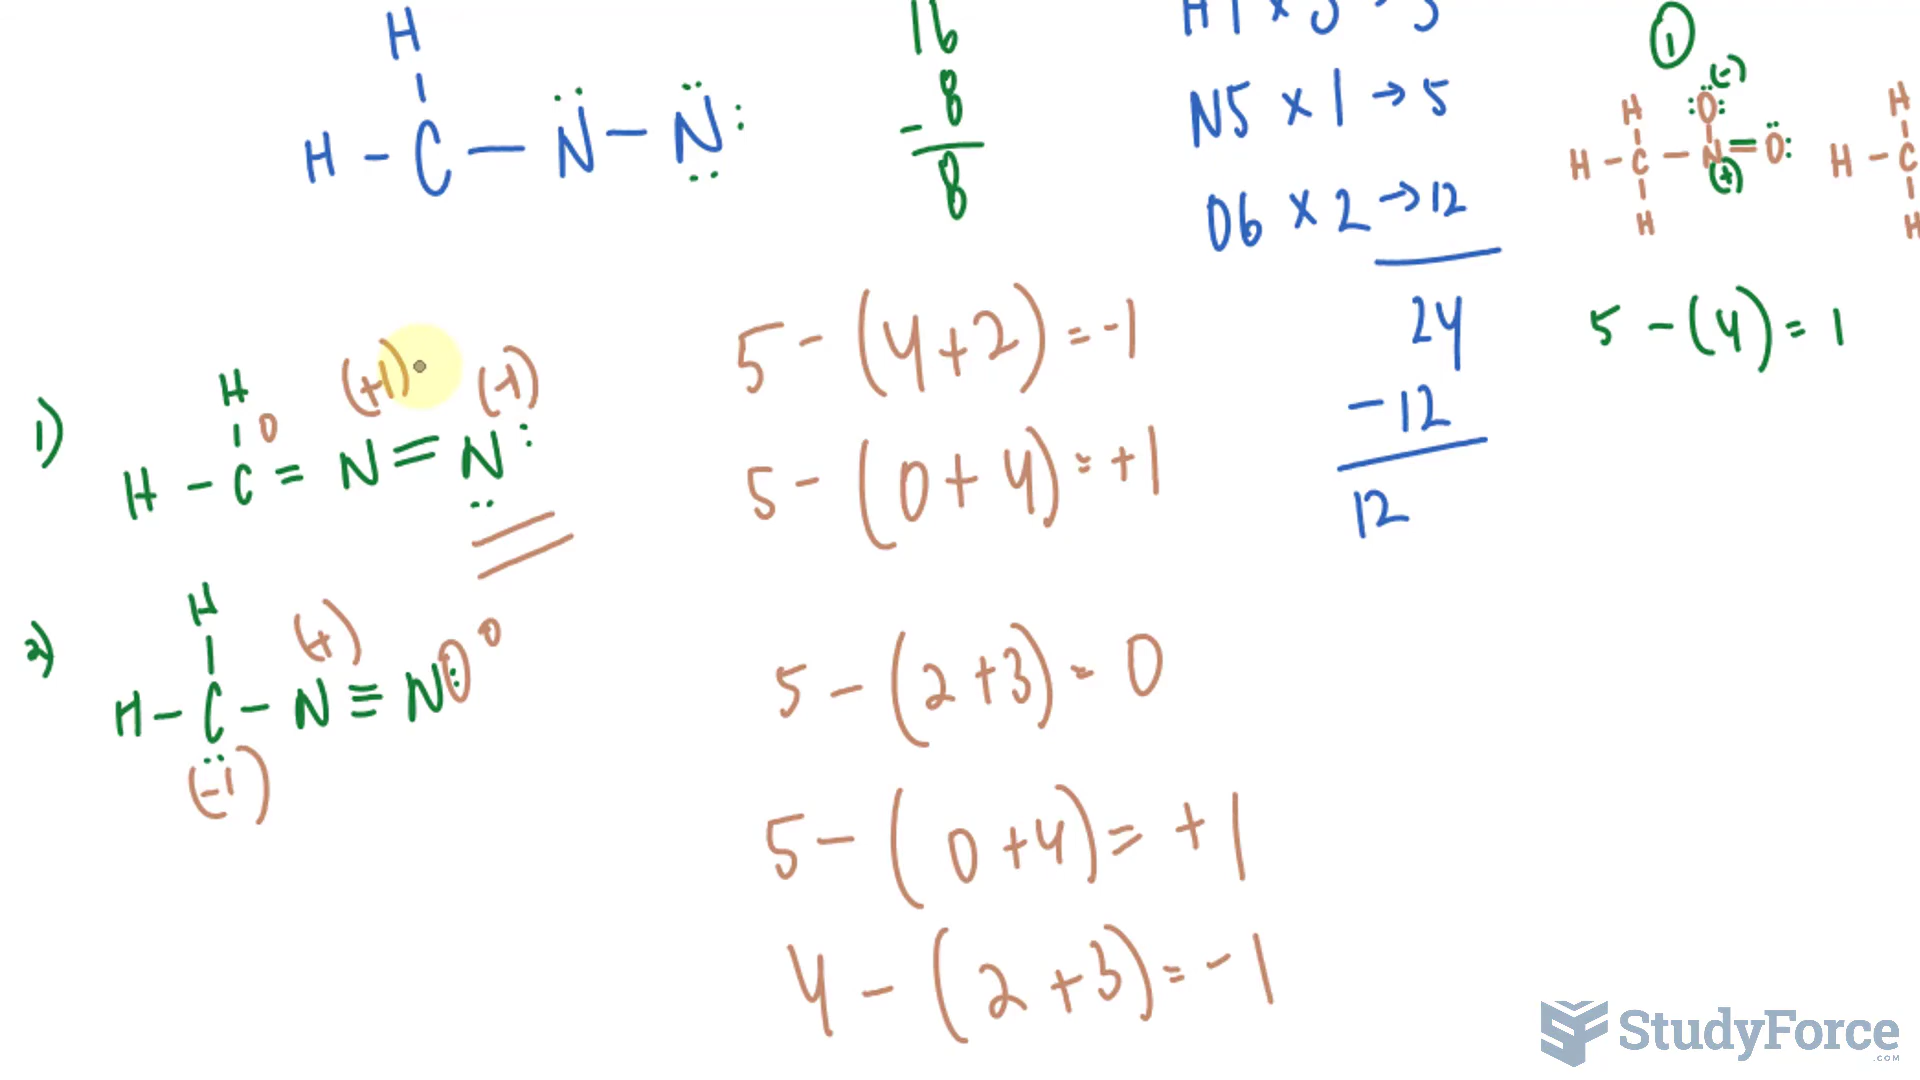 H
H - C - N - N
16
- 8
8
H 1 x 3 → 3
N5 x 1 → 5
O6 x 2 → 12
24
- 12
12
1
(-)
H O
H - C - N = O
(+)
H
H
H - C
H
5 - (4) = 1
1)
H 0 (+1) (-1)
H - C = N = N
5 - (4+2) = -1
5 - (0+4) = +1
2)
H (+) 0
H - C - N ≡ N
(-1)
5 - (2+3) = 0
5 - (0+4) = +1
4 - (2+3) = -1
StudyForce
.COM